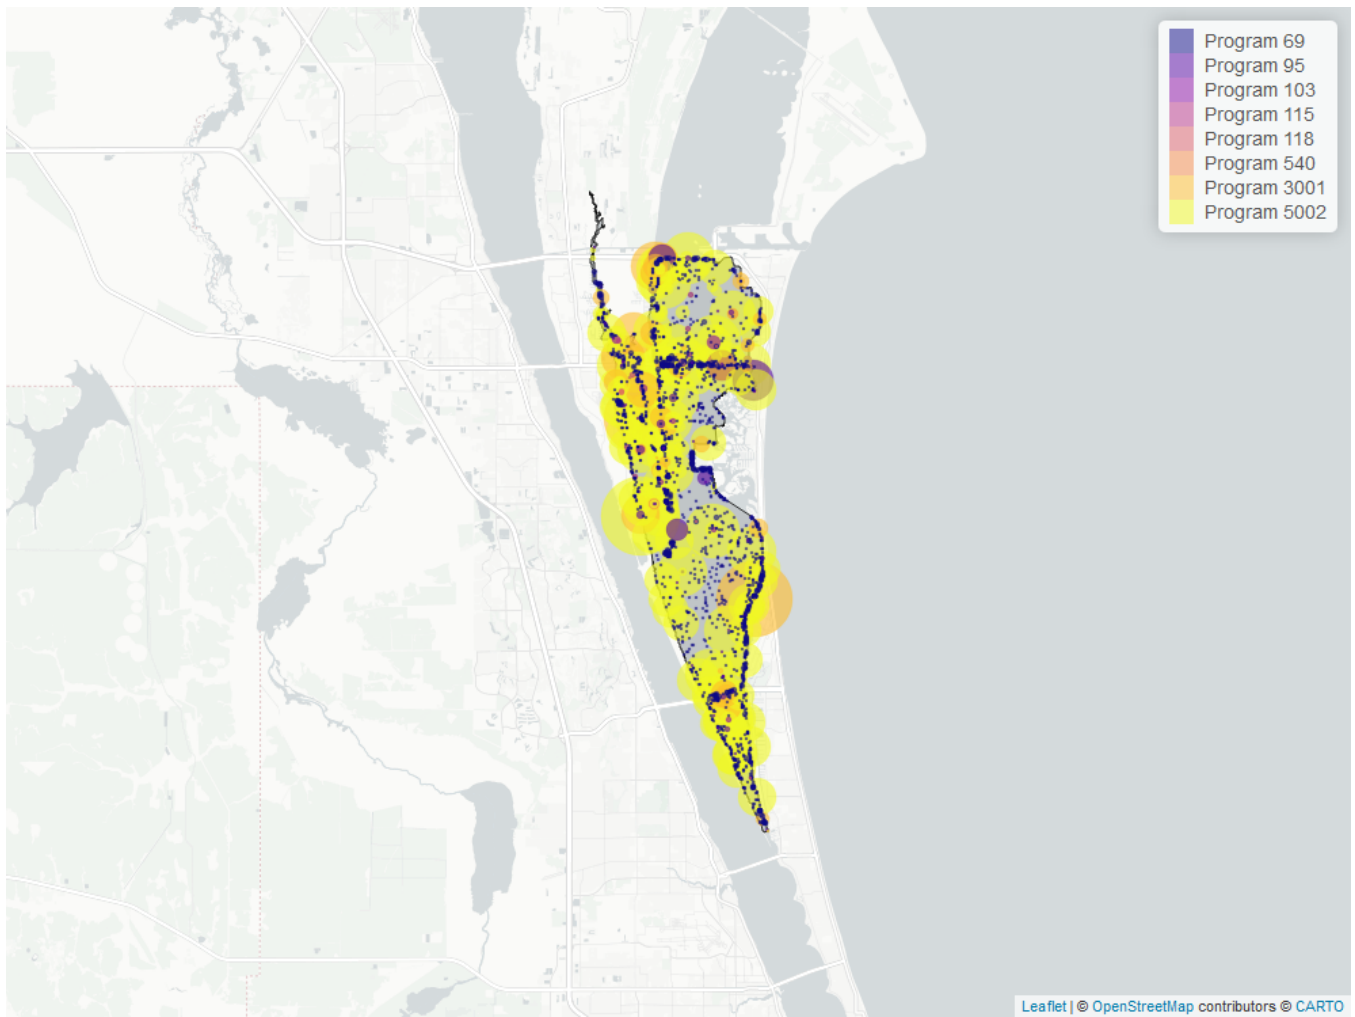 Program 69
Program 95
Program 103
Program 115
Program 118
Program 540
Program 3001
Program 5002
Leaflet | © OpenStreetMap contributors © CARTO